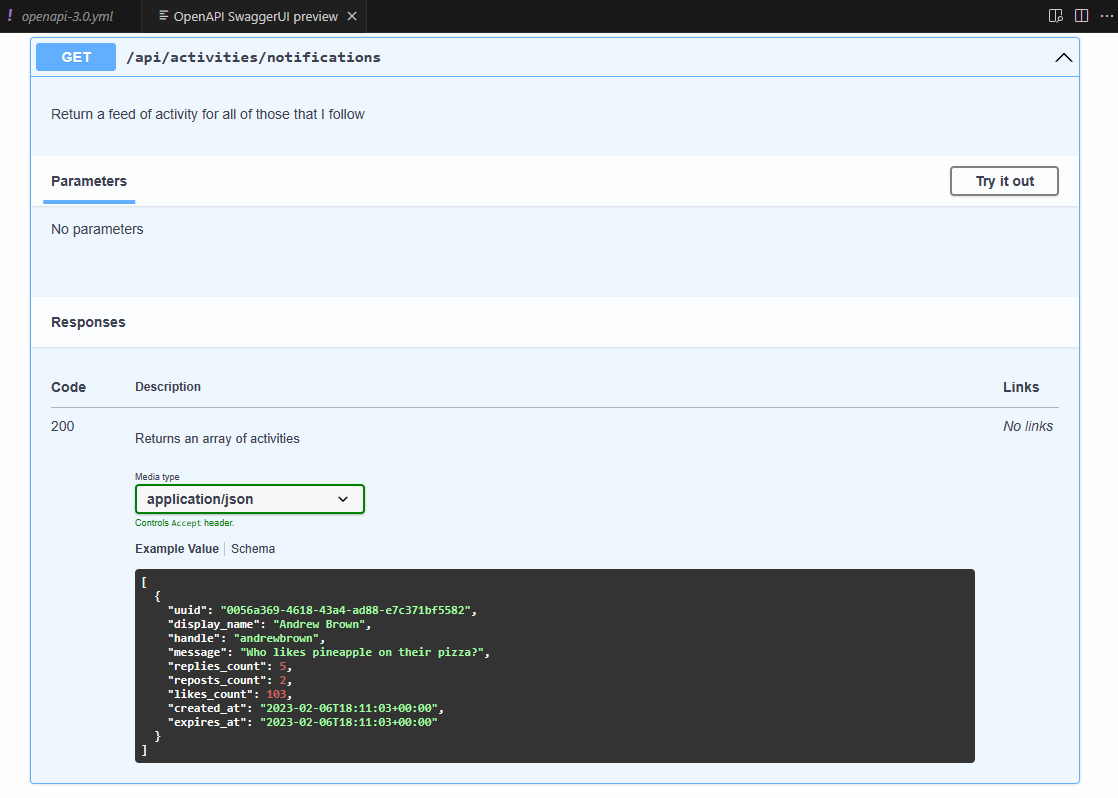 ! openapi-3.0.yml
OpenAPI SwaggerUI preview
GET /api/activities/notifications
Return a feed of activity for all of those that I follow
Parameters
Try it out
No parameters
Responses
Code Description Links
200 Returns an array of activities No links
Media type
application/json
Controls Accept header.
Example Value Schema
[
{
"uuid": "0056a369-4618-43a4-ad88-e7c371bf5582",
"display_name": "Andrew Brown",
"handle": "andrewbrown",
"message": "Who likes pineapple on their pizza?",
"replies_count": 5,
"reposts_count": 2,
"likes_count": 103,
"created_at": "2023-02-06T18:11:03+00:00",
"expires_at": "2023-02-06T18:11:03+00:00"
}
]